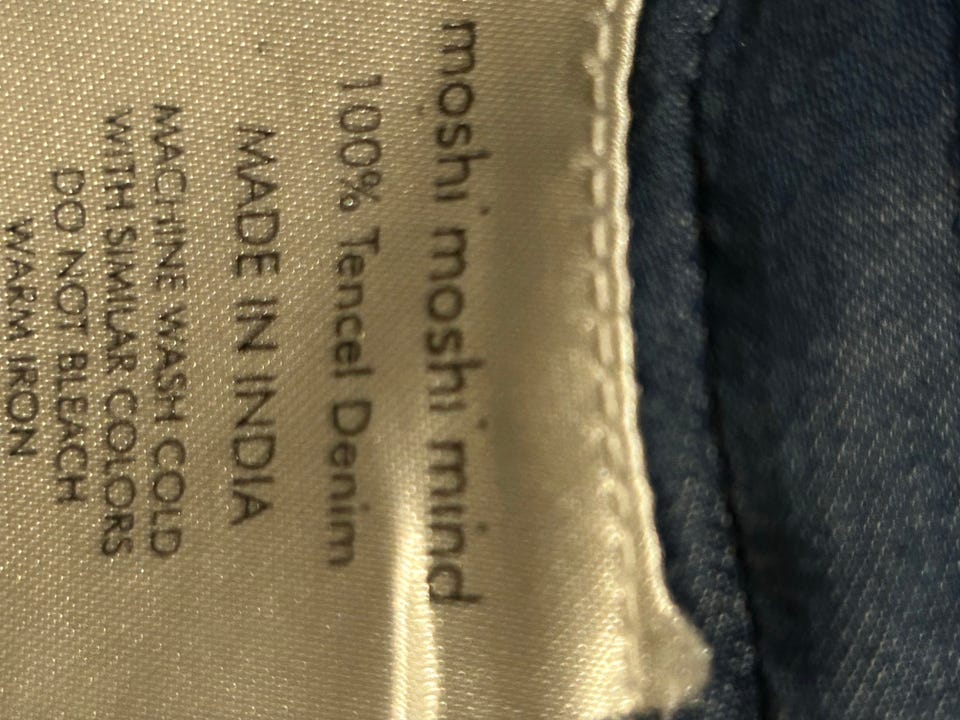 moshi moshi mind
100% Tencel Denim
MADE IN INDIA
MACHINE WASH COLD
WITH SIMILAR COLORS
DO NOT BLEACH
WARM IRON